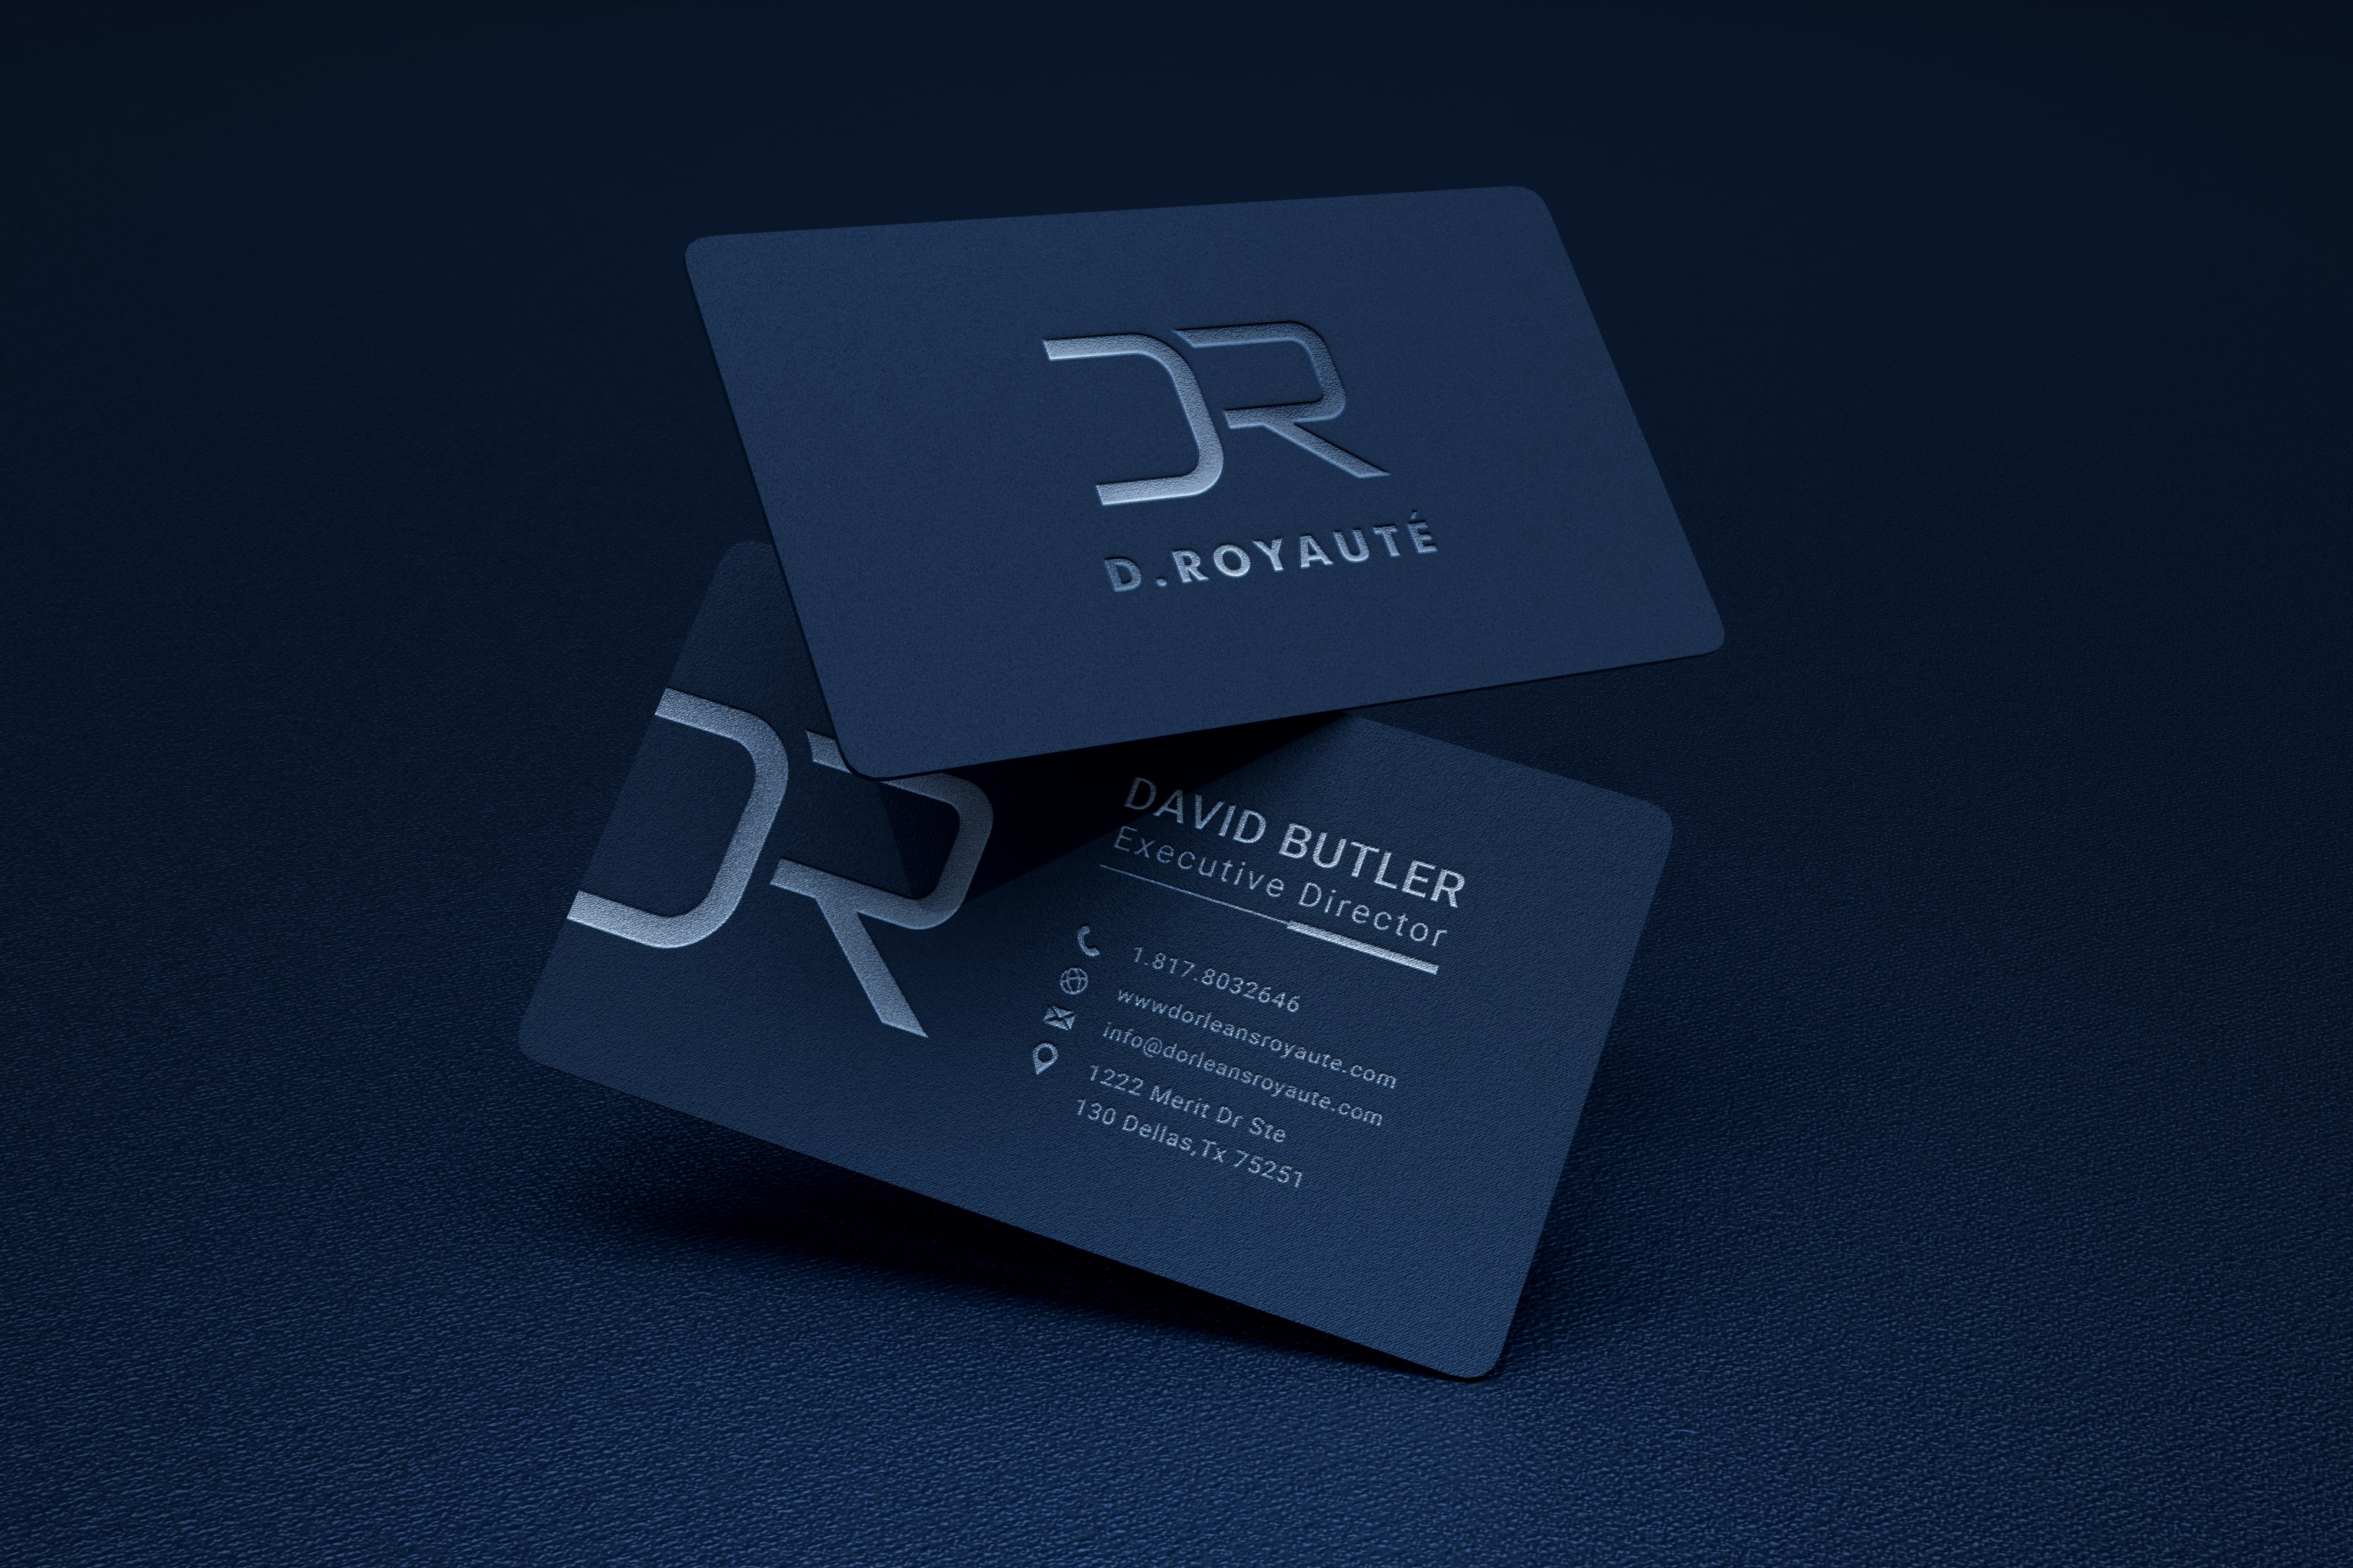 DR
D.ROYAUTÉ
DR
DAVID BUTLER
Executive Director
1.817.8032646
wwwdorleansroyaute.com
info@dorleansroyaute.com
1222 Merit Dr Ste
130 Dellas,Tx 75251